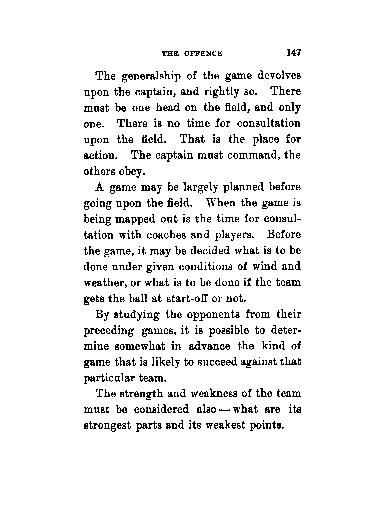 THE OFFENCE 147
The generalship of the game devolves
upon the captain, and rightly so. There
must be one head on the field, and only
one. There is no time for consultation
upon the field. That is the place for
action. The captain must command, the
others obey.
A game may be largely planned before
going upon the field. When the game is
being mapped out is the time for consul-
tation with coaches and players. Before
the game, it may be decided what is to be
done under given conditions of wind and
weather, or what is to be done if the team
gets the ball at start-off or not.
By studying the opponents from their
preceding games, it is possible to deter-
mine somewhat in advance the kind of
game that is likely to succeed against that
particular team.
The strength and weakness of the team
must be considered also — what are its
strongest parts and its weakest points.